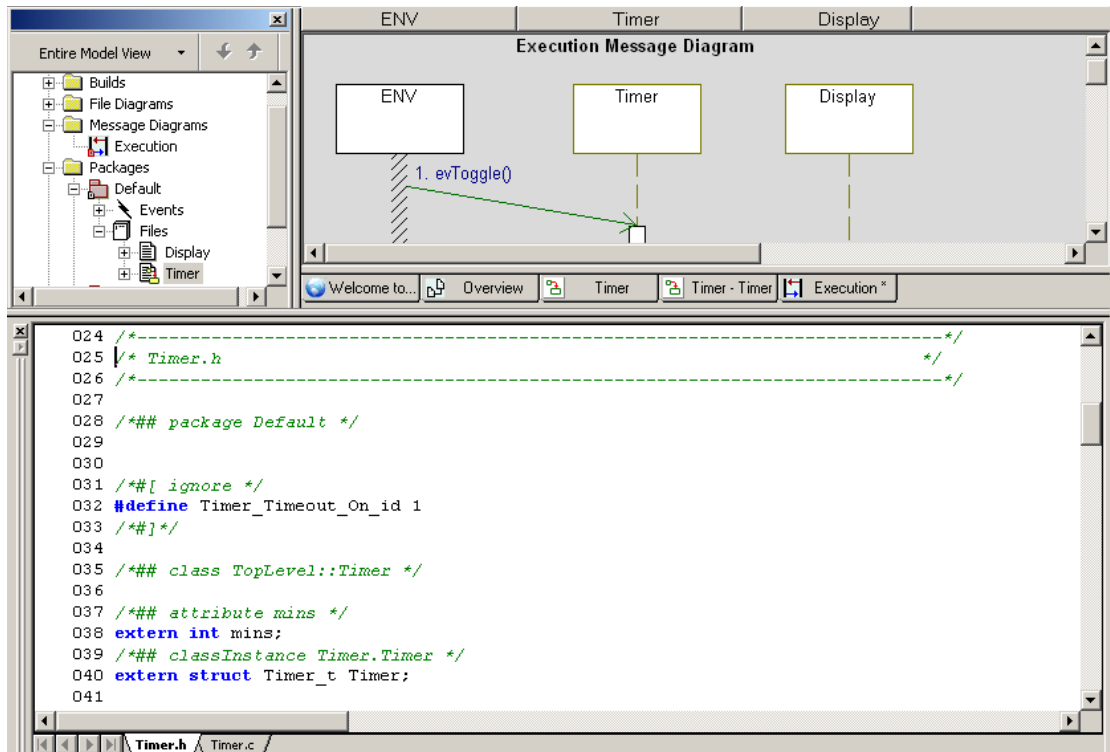 Entire Model View
Builds
File Diagrams
Message Diagrams
Execution
Packages
Default
Events
Files
Display
Timer
ENV Timer Display
Execution Message Diagram
ENV Timer Display
1. evToggle()
Welcome to... Overview Timer Timer - Timer Execution *
024 /*----------------------------------------------------------------------------*/
025 /* Timer.h */
026 /*----------------------------------------------------------------------------*/
027
028 /*## package Default */
029
030
031 /*#[ ignore */
032 #define Timer_Timeout_On_id 1
033 /*#]*/
034
035 /*## class TopLevel::Timer */
036
037 /*## attribute mins */
038 extern int mins;
039 /*## classInstance Timer.Timer */
040 extern struct Timer_t Timer;
041
Timer.h Timer.c